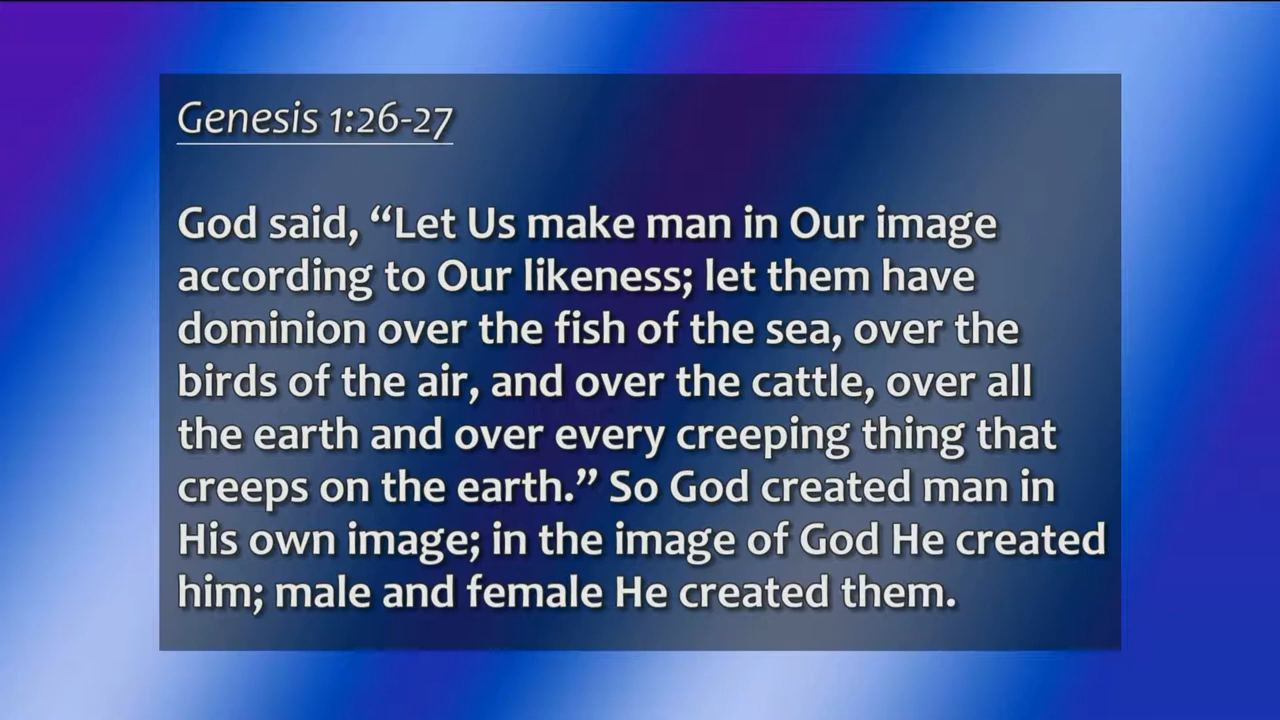 Genesis 1:26-27
God said, “Let Us make man in Our image
according to Our likeness; let them have
dominion over the fish of the sea, over the
birds of the air, and over the cattle, over all
the earth and over every creeping thing that
creeps on the earth.” So God created man in
His own image; in the image of God He created
him; male and female He created them.